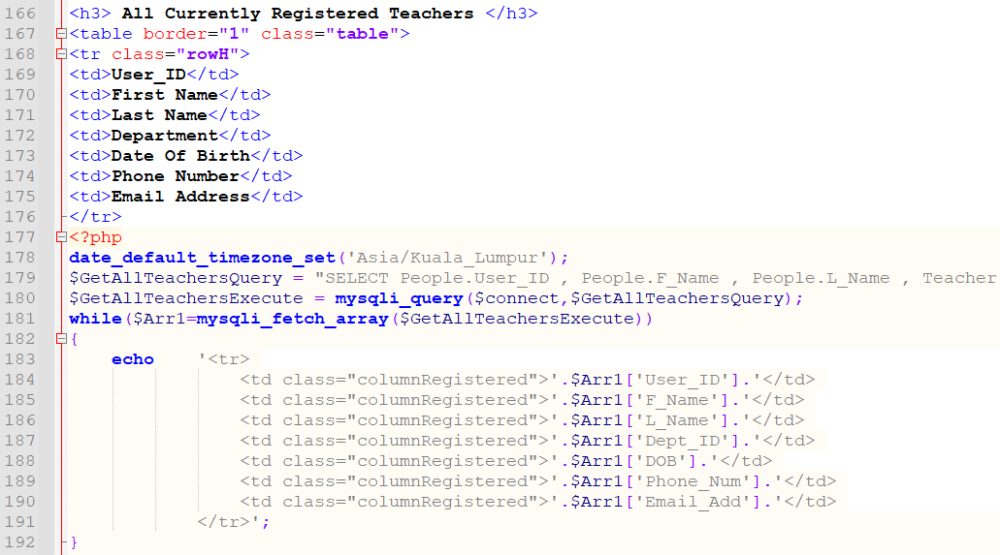 166 <h3> All Currently Registered Teachers </h3>
167 <table border="1" class="table">
168 <tr class="rowH">
169 <td>User_ID</td>
170 <td>First Name</td>
171 <td>Last Name</td>
172 <td>Department</td>
173 <td>Date Of Birth</td>
174 <td>Phone Number</td>
175 <td>Email Address</td>
176 </tr>
177 <?php
178 date_default_timezone_set('Asia/Kuala_Lumpur');
179 $GetAllTeachersQuery = "SELECT People.User_ID , People.F_Name , People.L_Name , Teacher
180 $GetAllTeachersExecute = mysqli_query($connect,$GetAllTeachersQuery);
181 while($Arr1=mysqli_fetch_array($GetAllTeachersExecute))
182 {
183 echo '<tr>
184 <td class="columnRegistered">'.$Arr1['User_ID'].'</td>
185 <td class="columnRegistered">'.$Arr1['F_Name'].'</td>
186 <td class="columnRegistered">'.$Arr1['L_Name'].'</td>
187 <td class="columnRegistered">'.$Arr1['Dept_ID'].'</td>
188 <td class="columnRegistered">'.$Arr1['DOB'].'</td>
189 <td class="columnRegistered">'.$Arr1['Phone_Num'].'</td>
190 <td class="columnRegistered">'.$Arr1['Email_Add'].'</td>
191 </tr>';
192 }